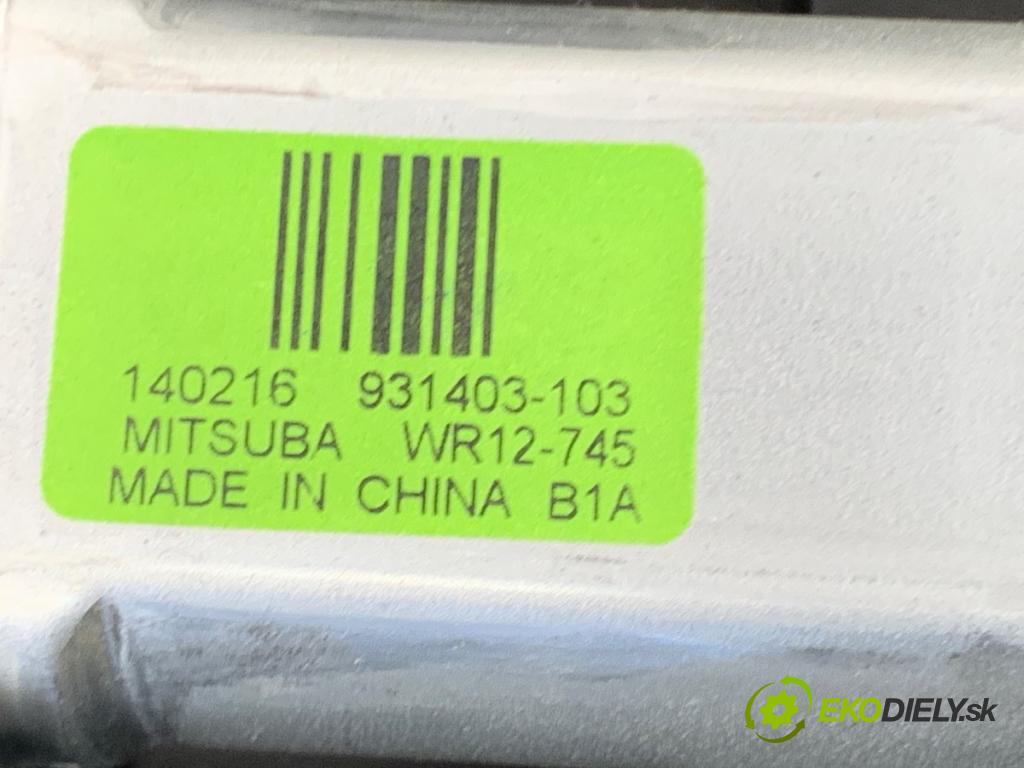 140216 931403-103
MITSUBA WR12-745
MADE IN CHINA B1A
EKODIELY.sk